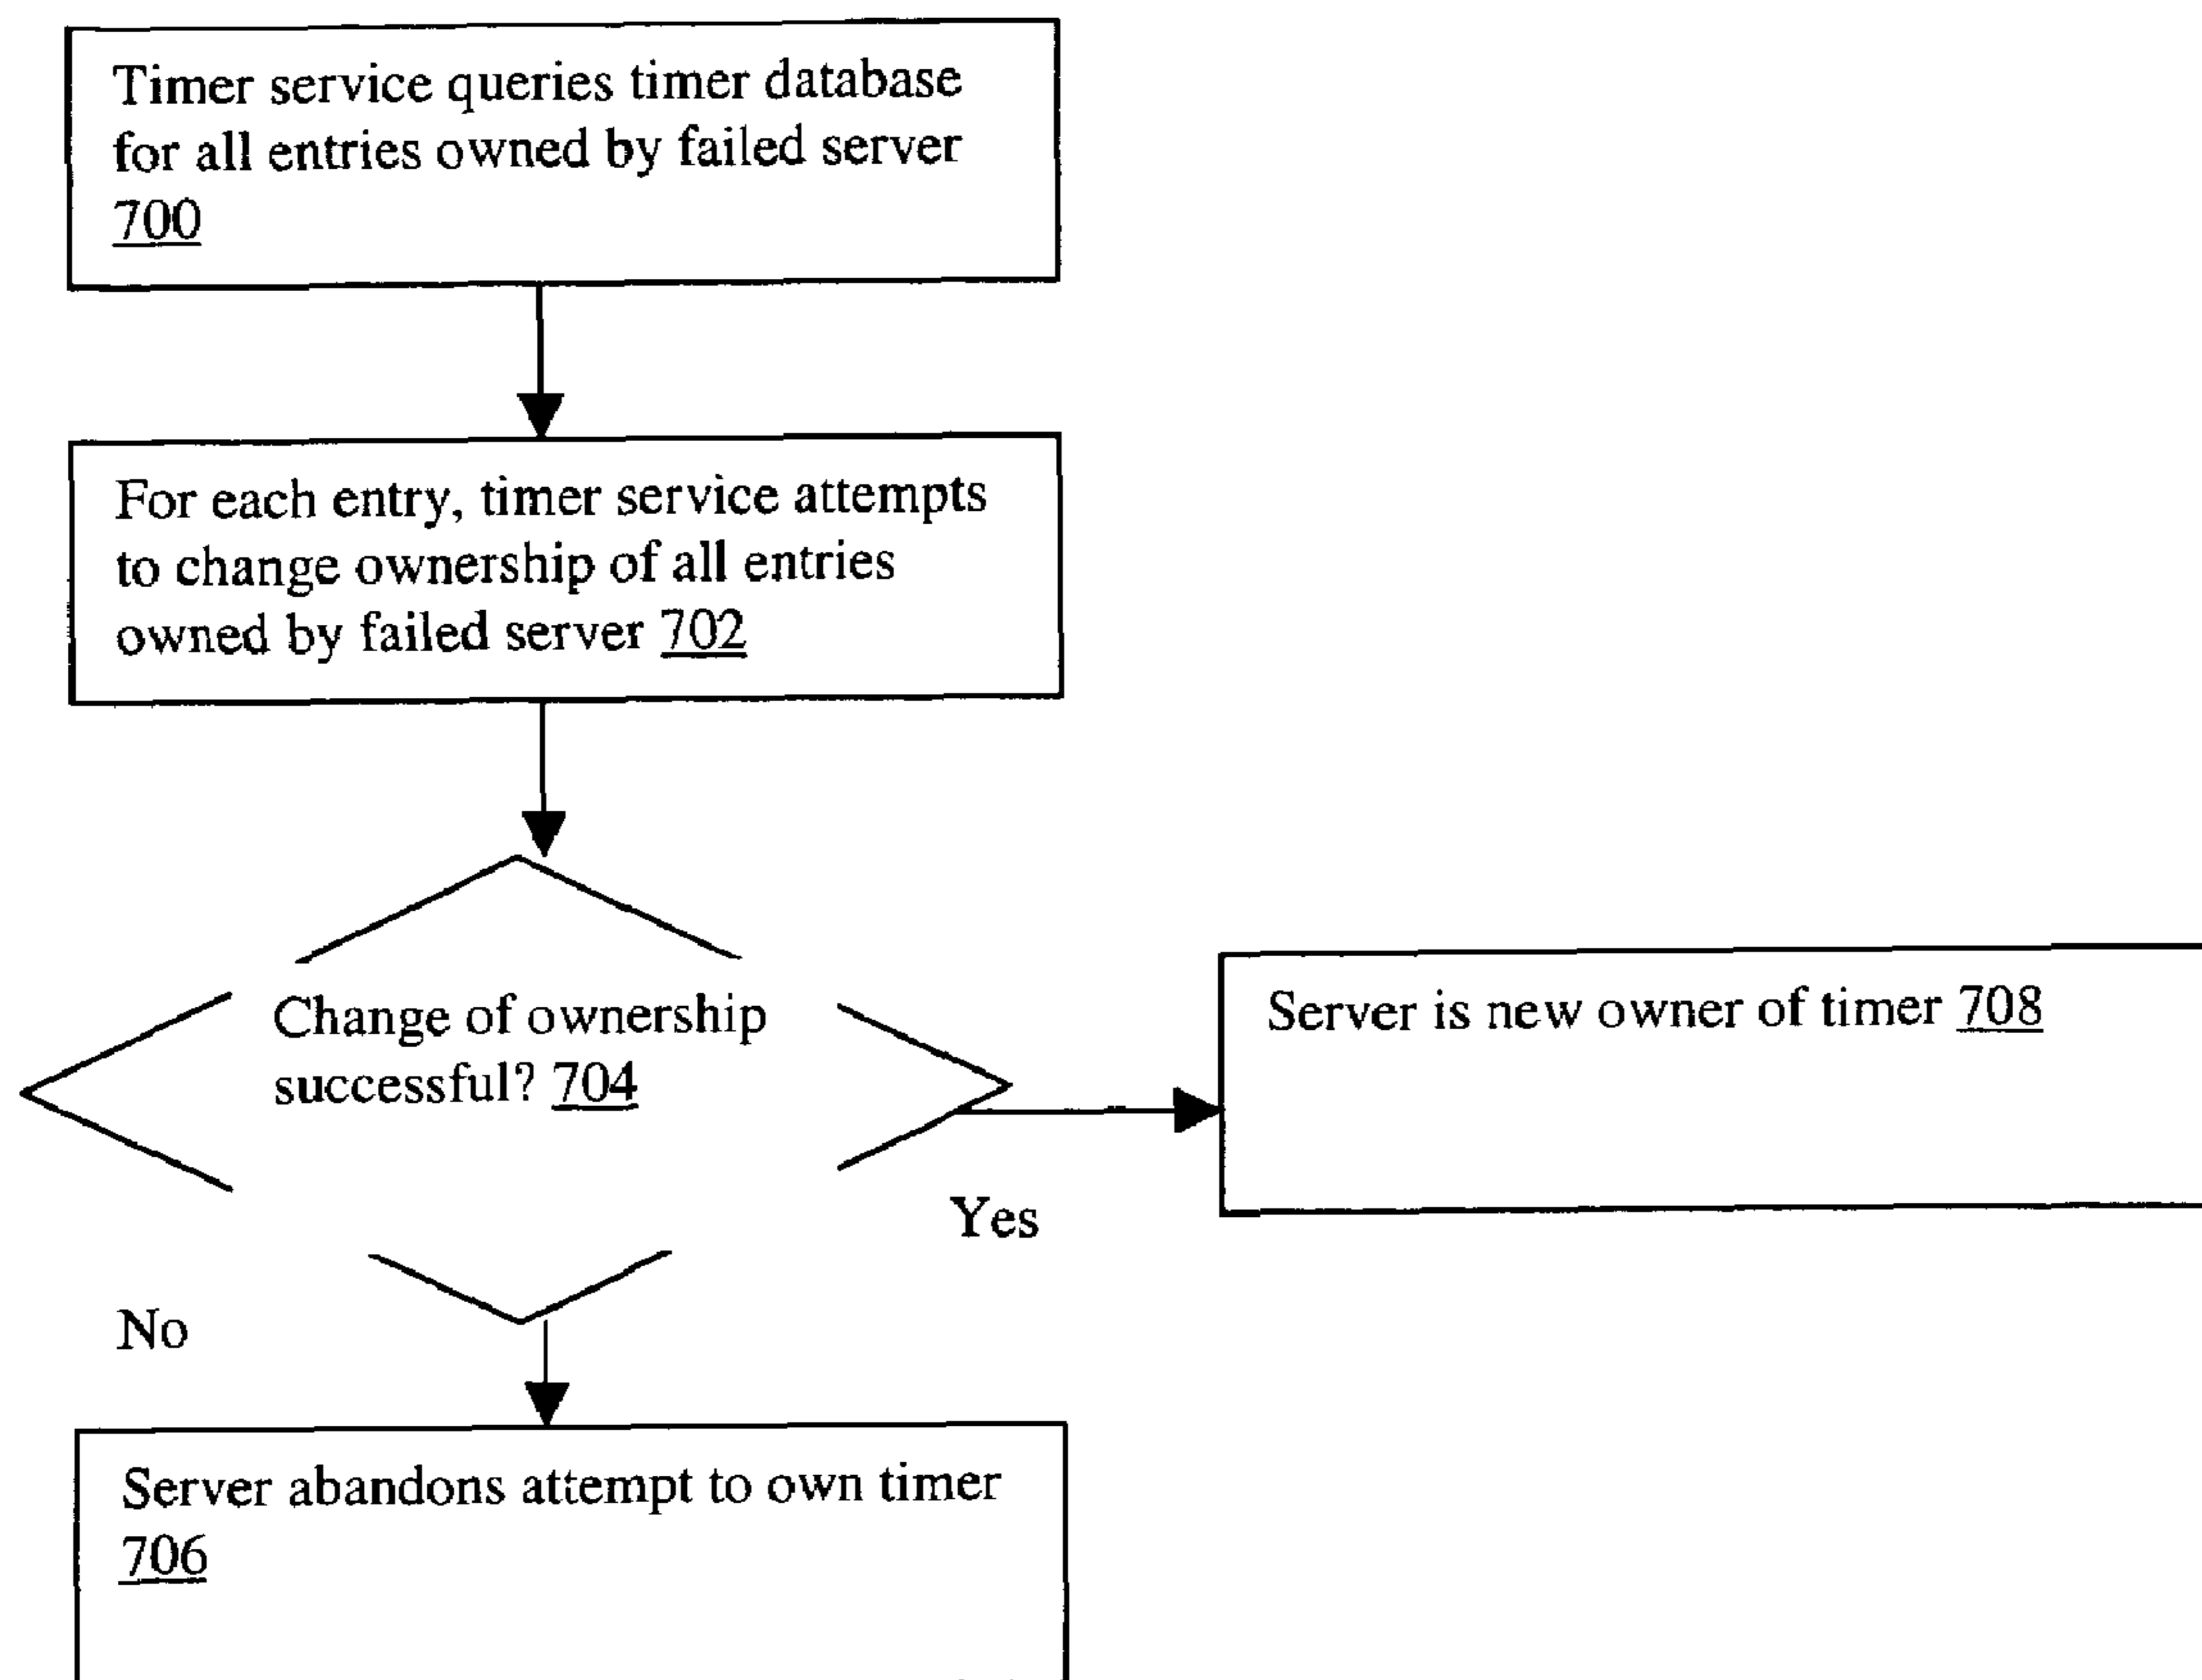 Timer service queries timer database
for all entries owned by failed server
700
For each entry, timer service attempts
to change ownership of all entries
owned by failed server 702
Change of ownership
successful? 704
Server is new owner of timer 708
Yes
No
Server abandons attempt to own timer
706